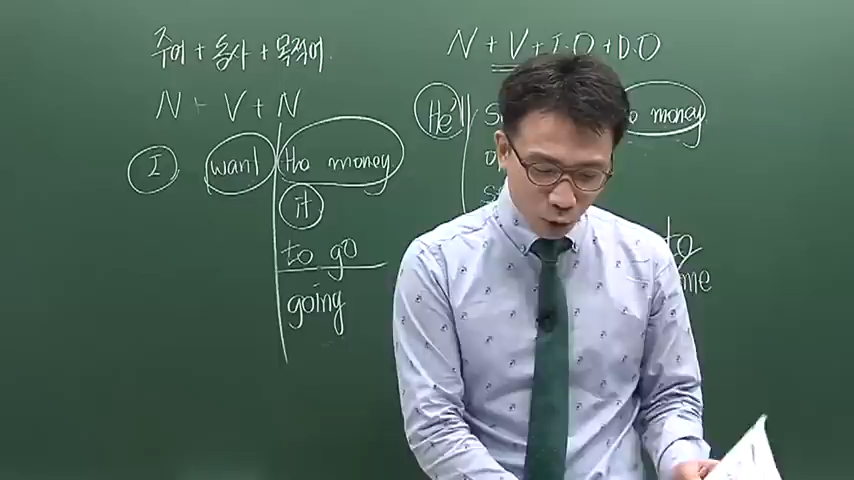 주어 + 동사 + 목적어.
N + V + N
I want the money
it
to go
going
N + V + I.O + D.O
He'll
money
to
me